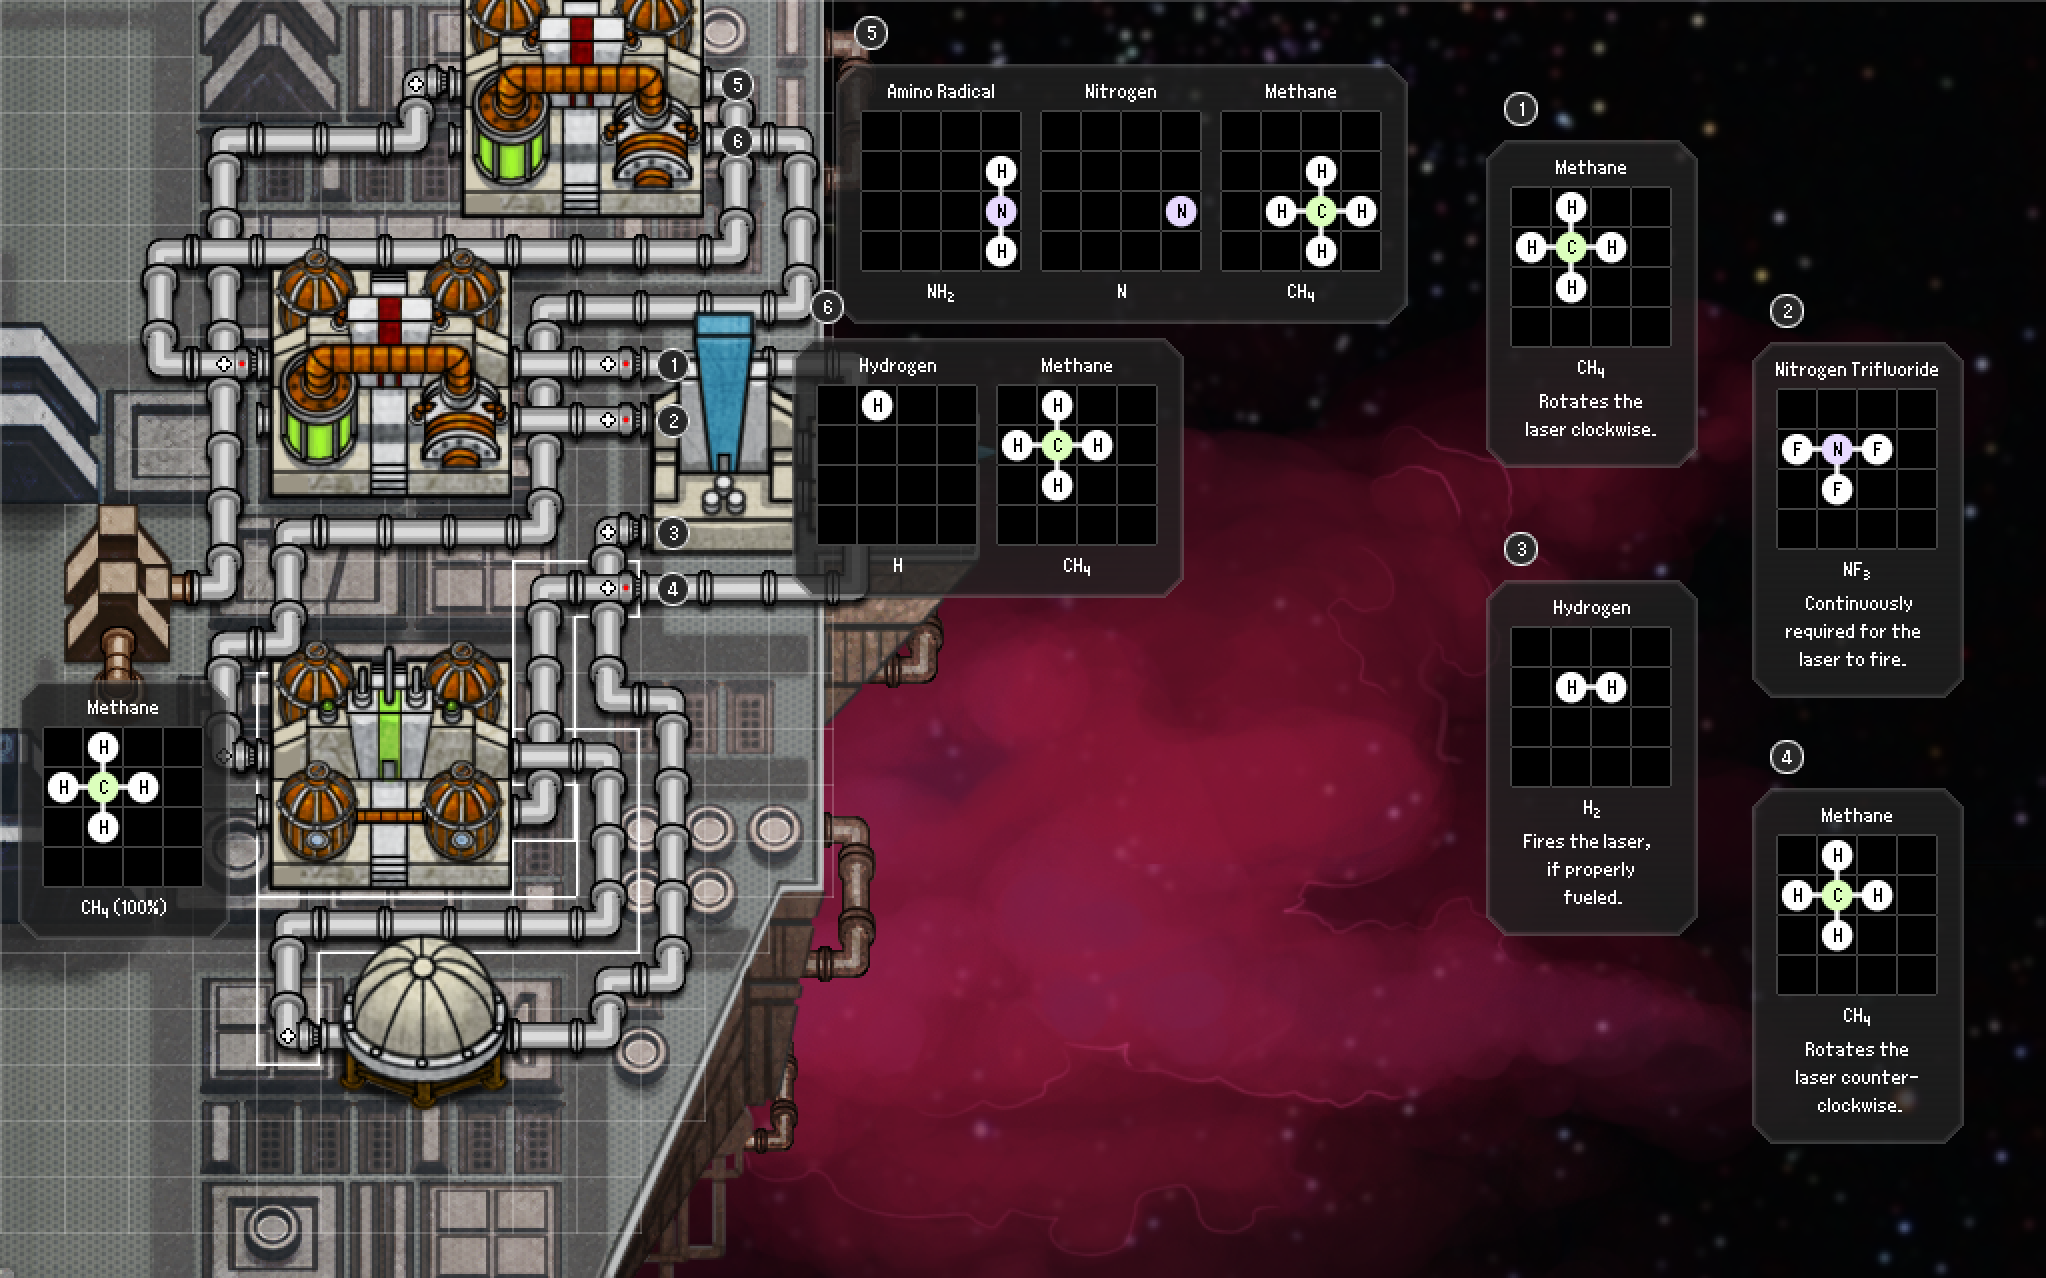 5
Amino Radical
Nitrogen
Methane
H
N
H
N
H
H C H
H
NH₂
N
CH₄
1
Methane
H
H C H
H
CH₄
Rotates the
laser clockwise.
5
6
1
2
3
4
6
Hydrogen
Methane
H
H
H C H
H
H
CH₄
2
Nitrogen Trifluoride
F N F
F
NF₃
Continuously
required for the
laser to fire.
3
Hydrogen
H H
H₂
Fires the laser,
if properly
fueled.
Methane
H
H C H
H
CH₄ (100%)
4
Methane
H
H C H
H
CH₄
Rotates the
laser counter-
clockwise.